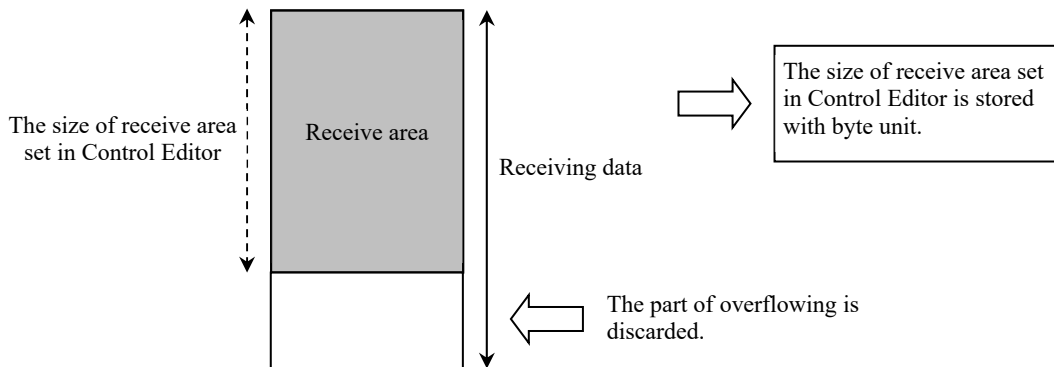 The size of receive area
set in Control Editor
Receive area
Receiving data
The size of receive area set
in Control Editor is stored
with byte unit.
The part of overflowing is
discarded.